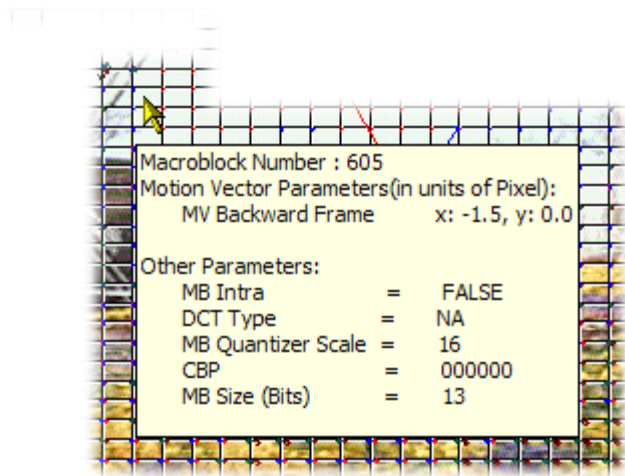 Macroblock Number : 605
Motion Vector Parameters(in units of Pixel):
MV Backward Frame x: -1.5, y: 0.0
Other Parameters:
MB Intra = FALSE
DCT Type = NA
MB Quantizer Scale = 16
CBP = 000000
MB Size (Bits) = 13